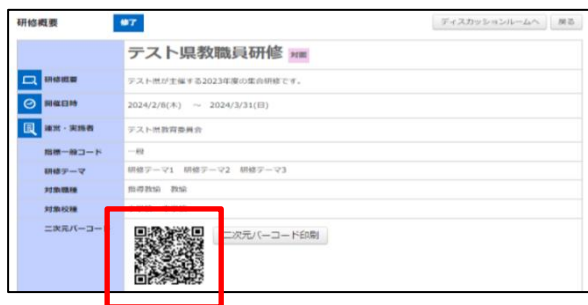 研修概要 修了 ディスカッションルームへ 戻る
テスト県教職員研修 対面
研修概要 テスト県が主催する2023年度の集合研修です。
開催日時 2024/2/8(木) ～ 2024/3/31(日)
運営・実施者 テスト県教育委員会
指標一般コード 一般
研修テーマ 研修テーマ1 研修テーマ2 研修テーマ3
対象職種 指導教諭 教諭
対象校種
二次元バーコード 二次元バーコード印刷